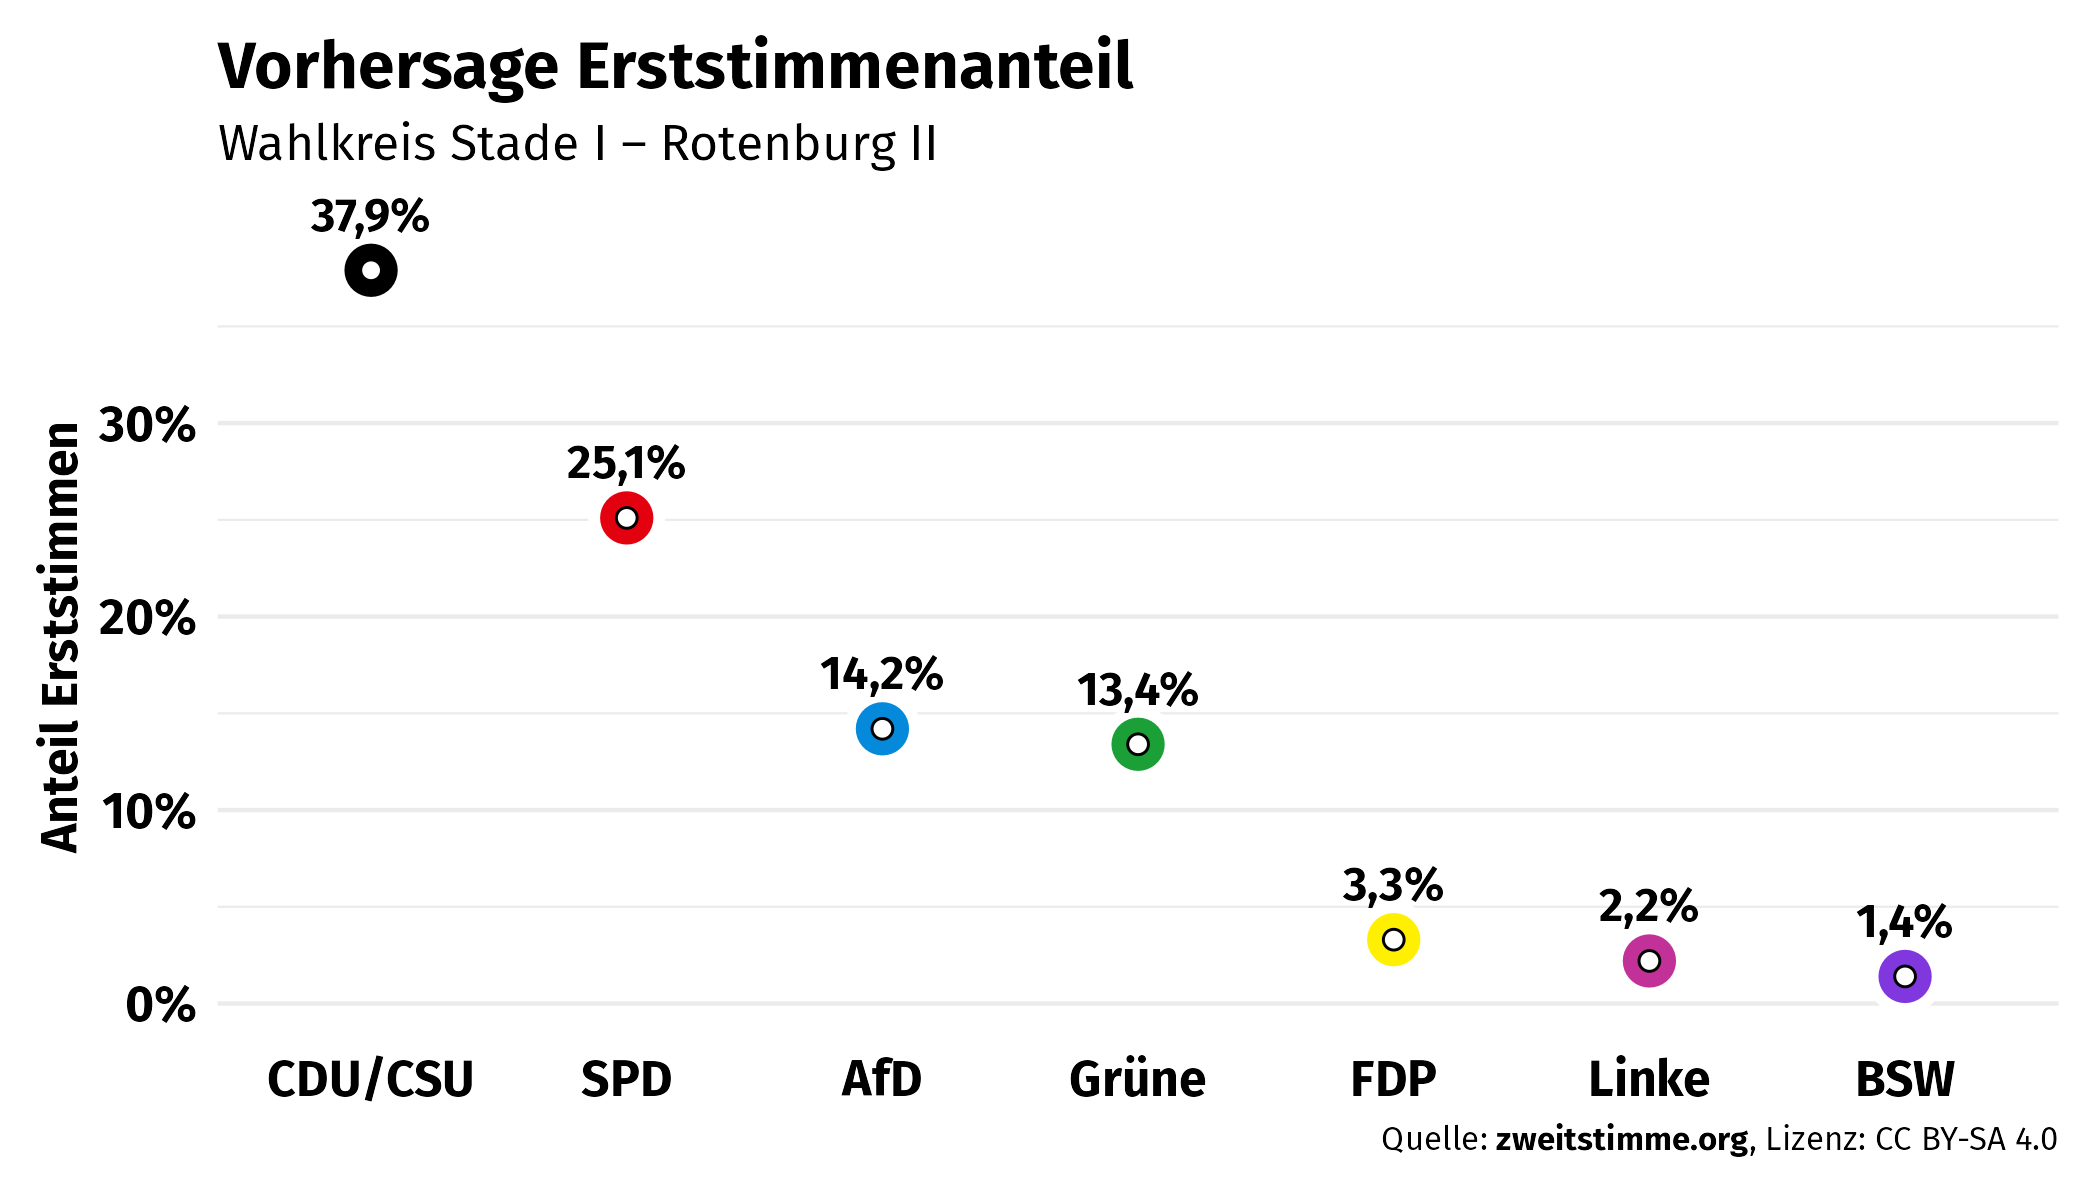 Vorhersage Erststimmenanteil
Wahlkreis Stade I – Rotenburg II
37,9%
30%
25,1%
20%
14,2%
13,4%
10%
3,3%
2,2%
1,4%
0%
Anteil Erststimmen
CDU/CSU SPD AfD Grüne FDP Linke BSW
Quelle: zweitstimme.org, Lizenz: CC BY-SA 4.0